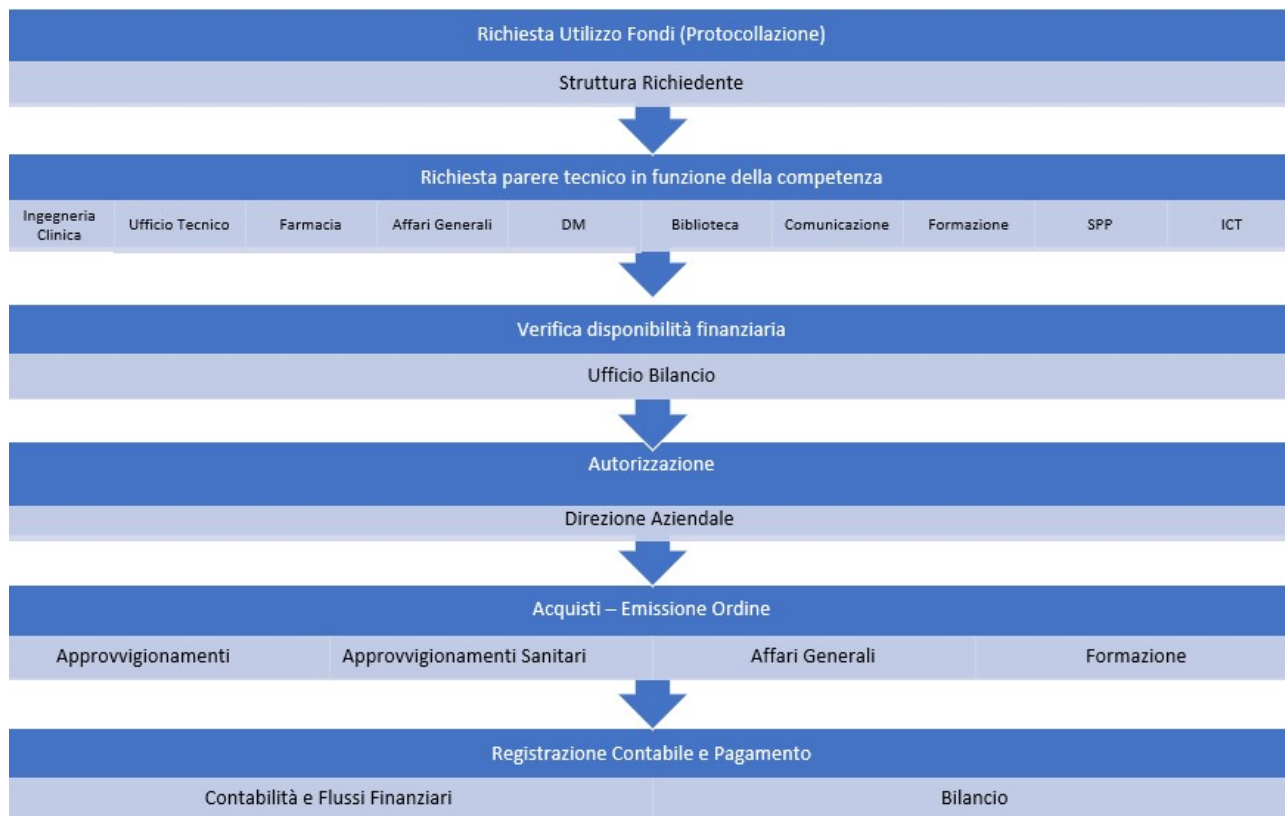 Richiesta Utilizzo Fondi (Protocollazione)
Struttura Richiedente
Richiesta parere tecnico in funzione della competenza
Ingegneria
Clinica
Ufficio Tecnico
Farmacia
Affari Generali
DM
Biblioteca
Comunicazione
Formazione
SPP
ICT
Verifica disponibilità finanziaria
Ufficio Bilancio
Autorizzazione
Direzione Aziendale
Acquisti – Emissione Ordine
Approvvigionamenti
Approvvigionamenti Sanitari
Affari Generali
Formazione
Registrazione Contabile e Pagamento
Contabilità e Flussi Finanziari
Bilancio